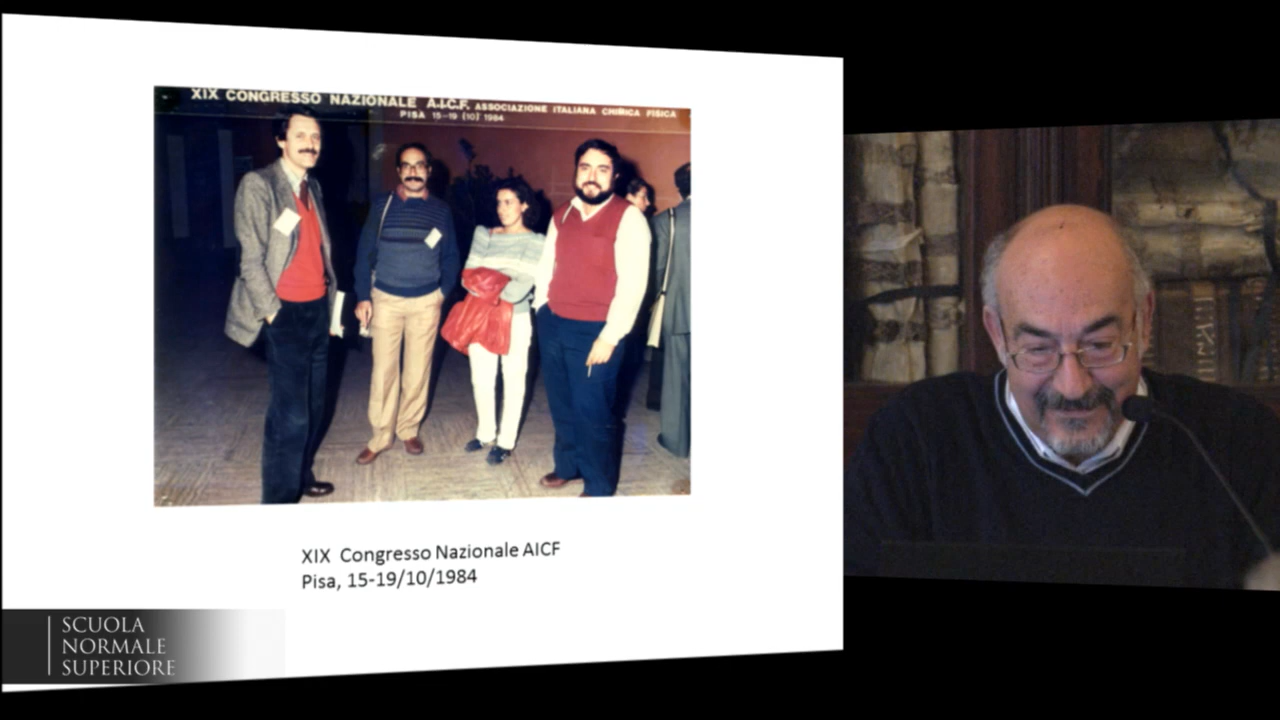 XIX CONGRESSO NAZIONALE A.I.C.F. ASSOCIAZIONE ITALIANA CHIMICA FISICA
PISA 15-19 (10) 1984
XIX Congresso Nazionale AICF
Pisa, 15-19/10/1984
SCUOLA
NORMALE
SUPERIORE